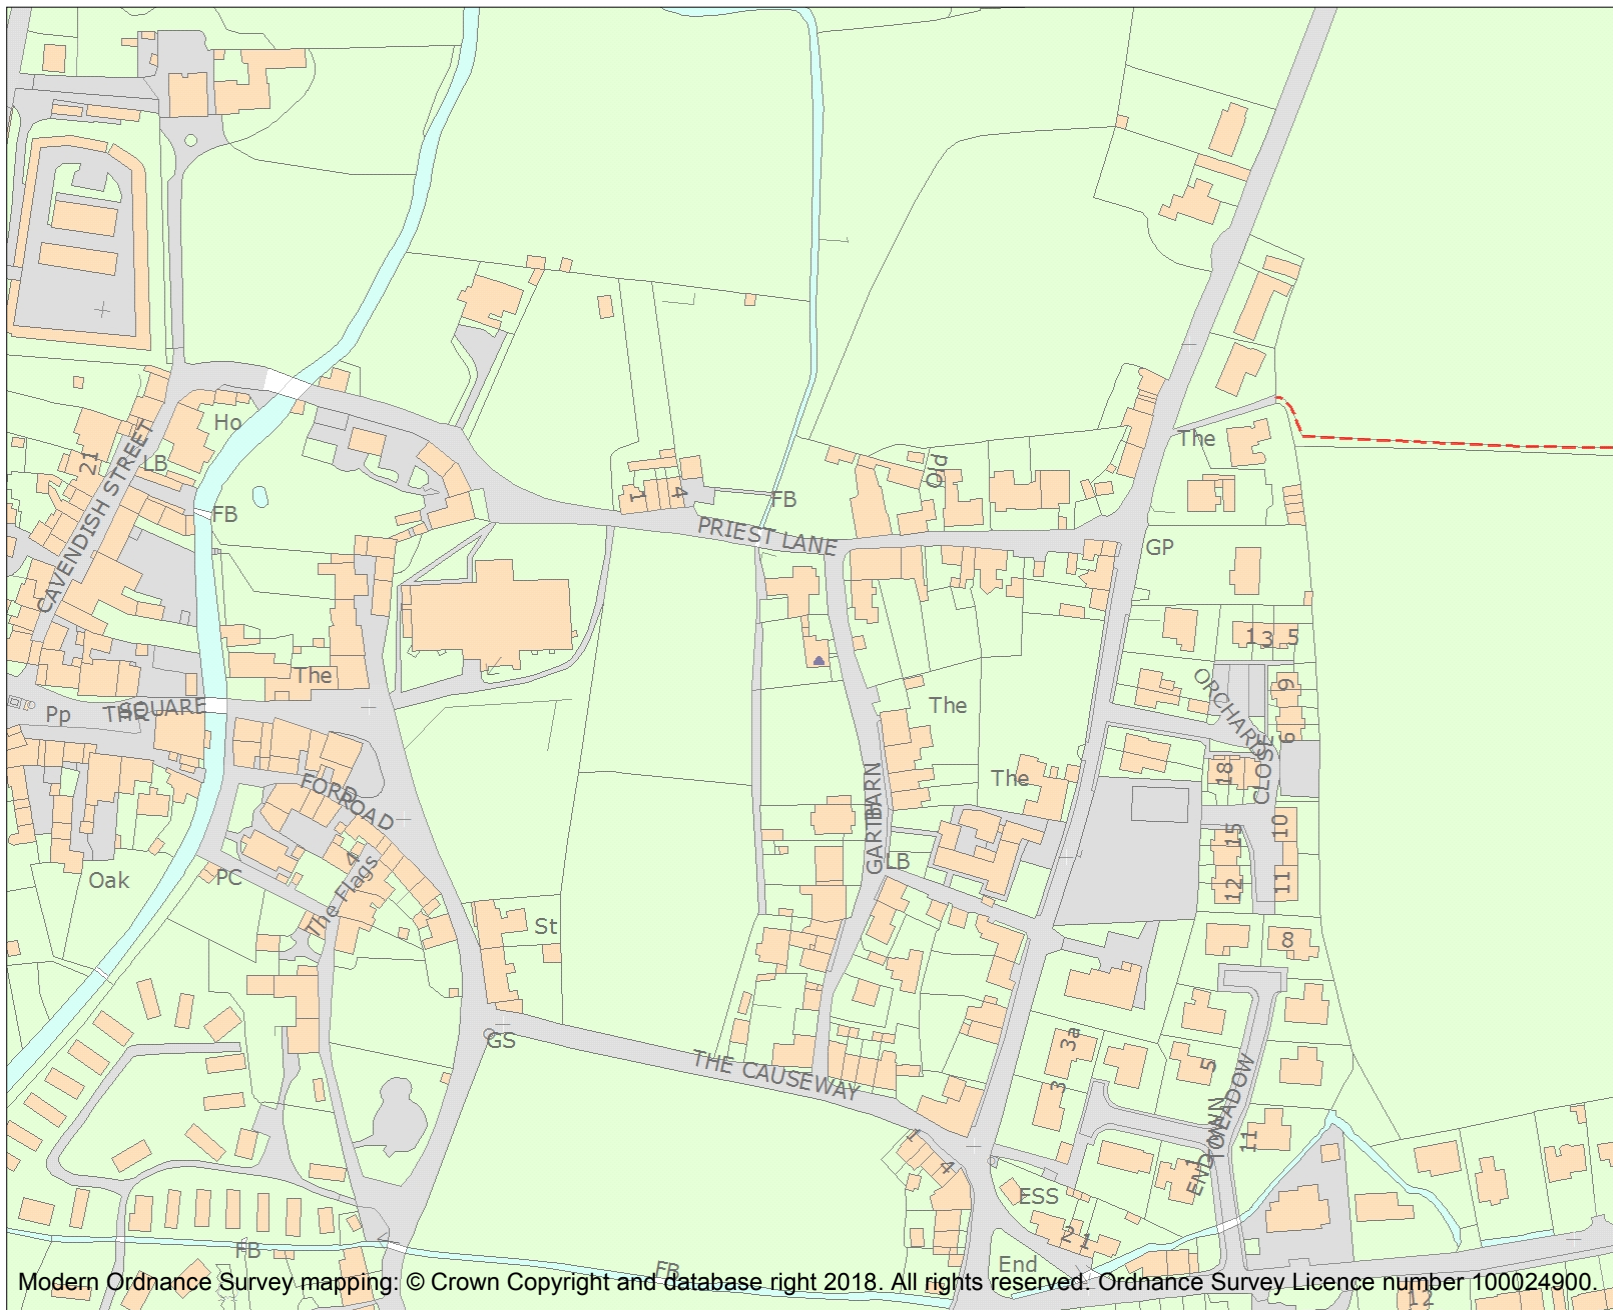 Ho
The
21
LB
Old
CAVENDISH STREET
FB
1
4
FB
PRIEST LANE
GP
1 3 5
The
The
ORCHARD
CLOSE
9
6
Pp
THE
SQUARE
The
18
FORD
ROAD
BARN
GARTH
15
10
LB
4
The Flags
Oak
PC
12
11
St
8
GS
THE CAUSEWAY
3a
3
5
TOWN
END MEADOW
11
1
1
4
ESS
2 1
End
FB
FB
12
Modern Ordnance Survey mapping: © Crown Copyright and database right 2018. All rights reserved. Ordnance Survey Licence number 100024900.